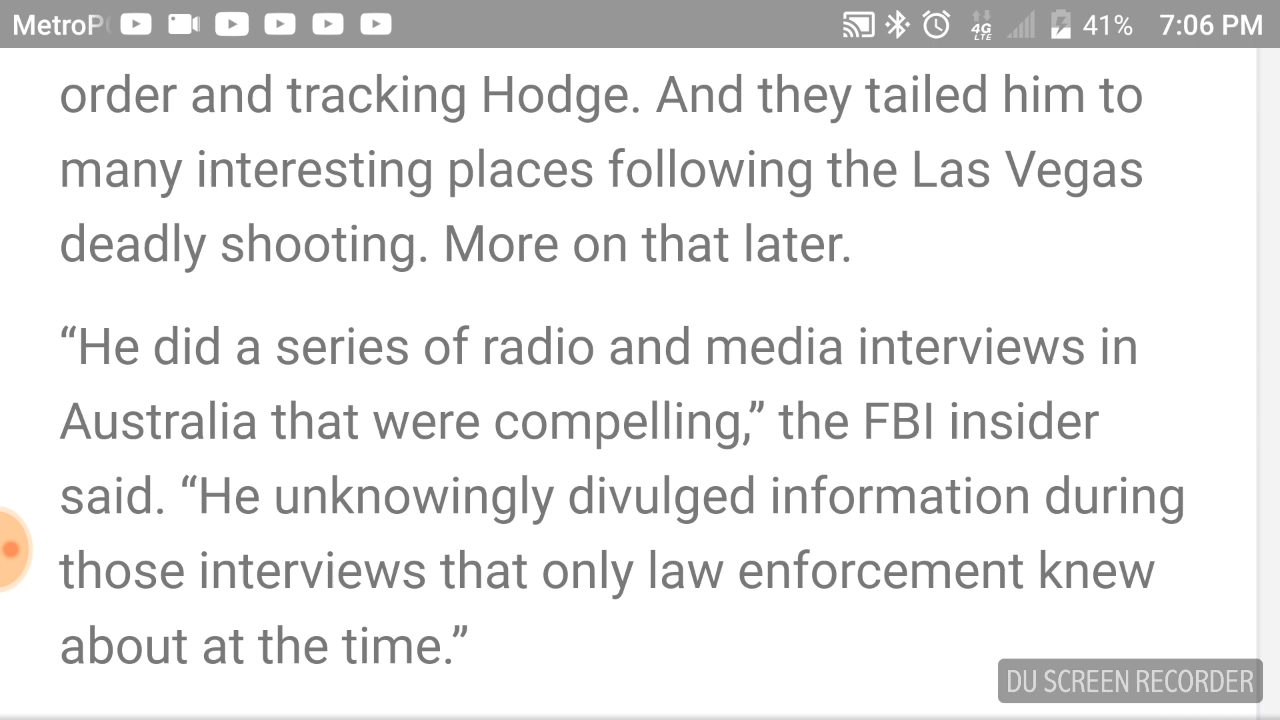 MetroP 41% 7:06 PM
4G
LTE
order and tracking Hodge. And they tailed him to
many interesting places following the Las Vegas
deadly shooting. More on that later.
“He did a series of radio and media interviews in
Australia that were compelling,” the FBI insider
said. “He unknowingly divulged information during
those interviews that only law enforcement knew
about at the time.”
DU SCREEN RECORDER